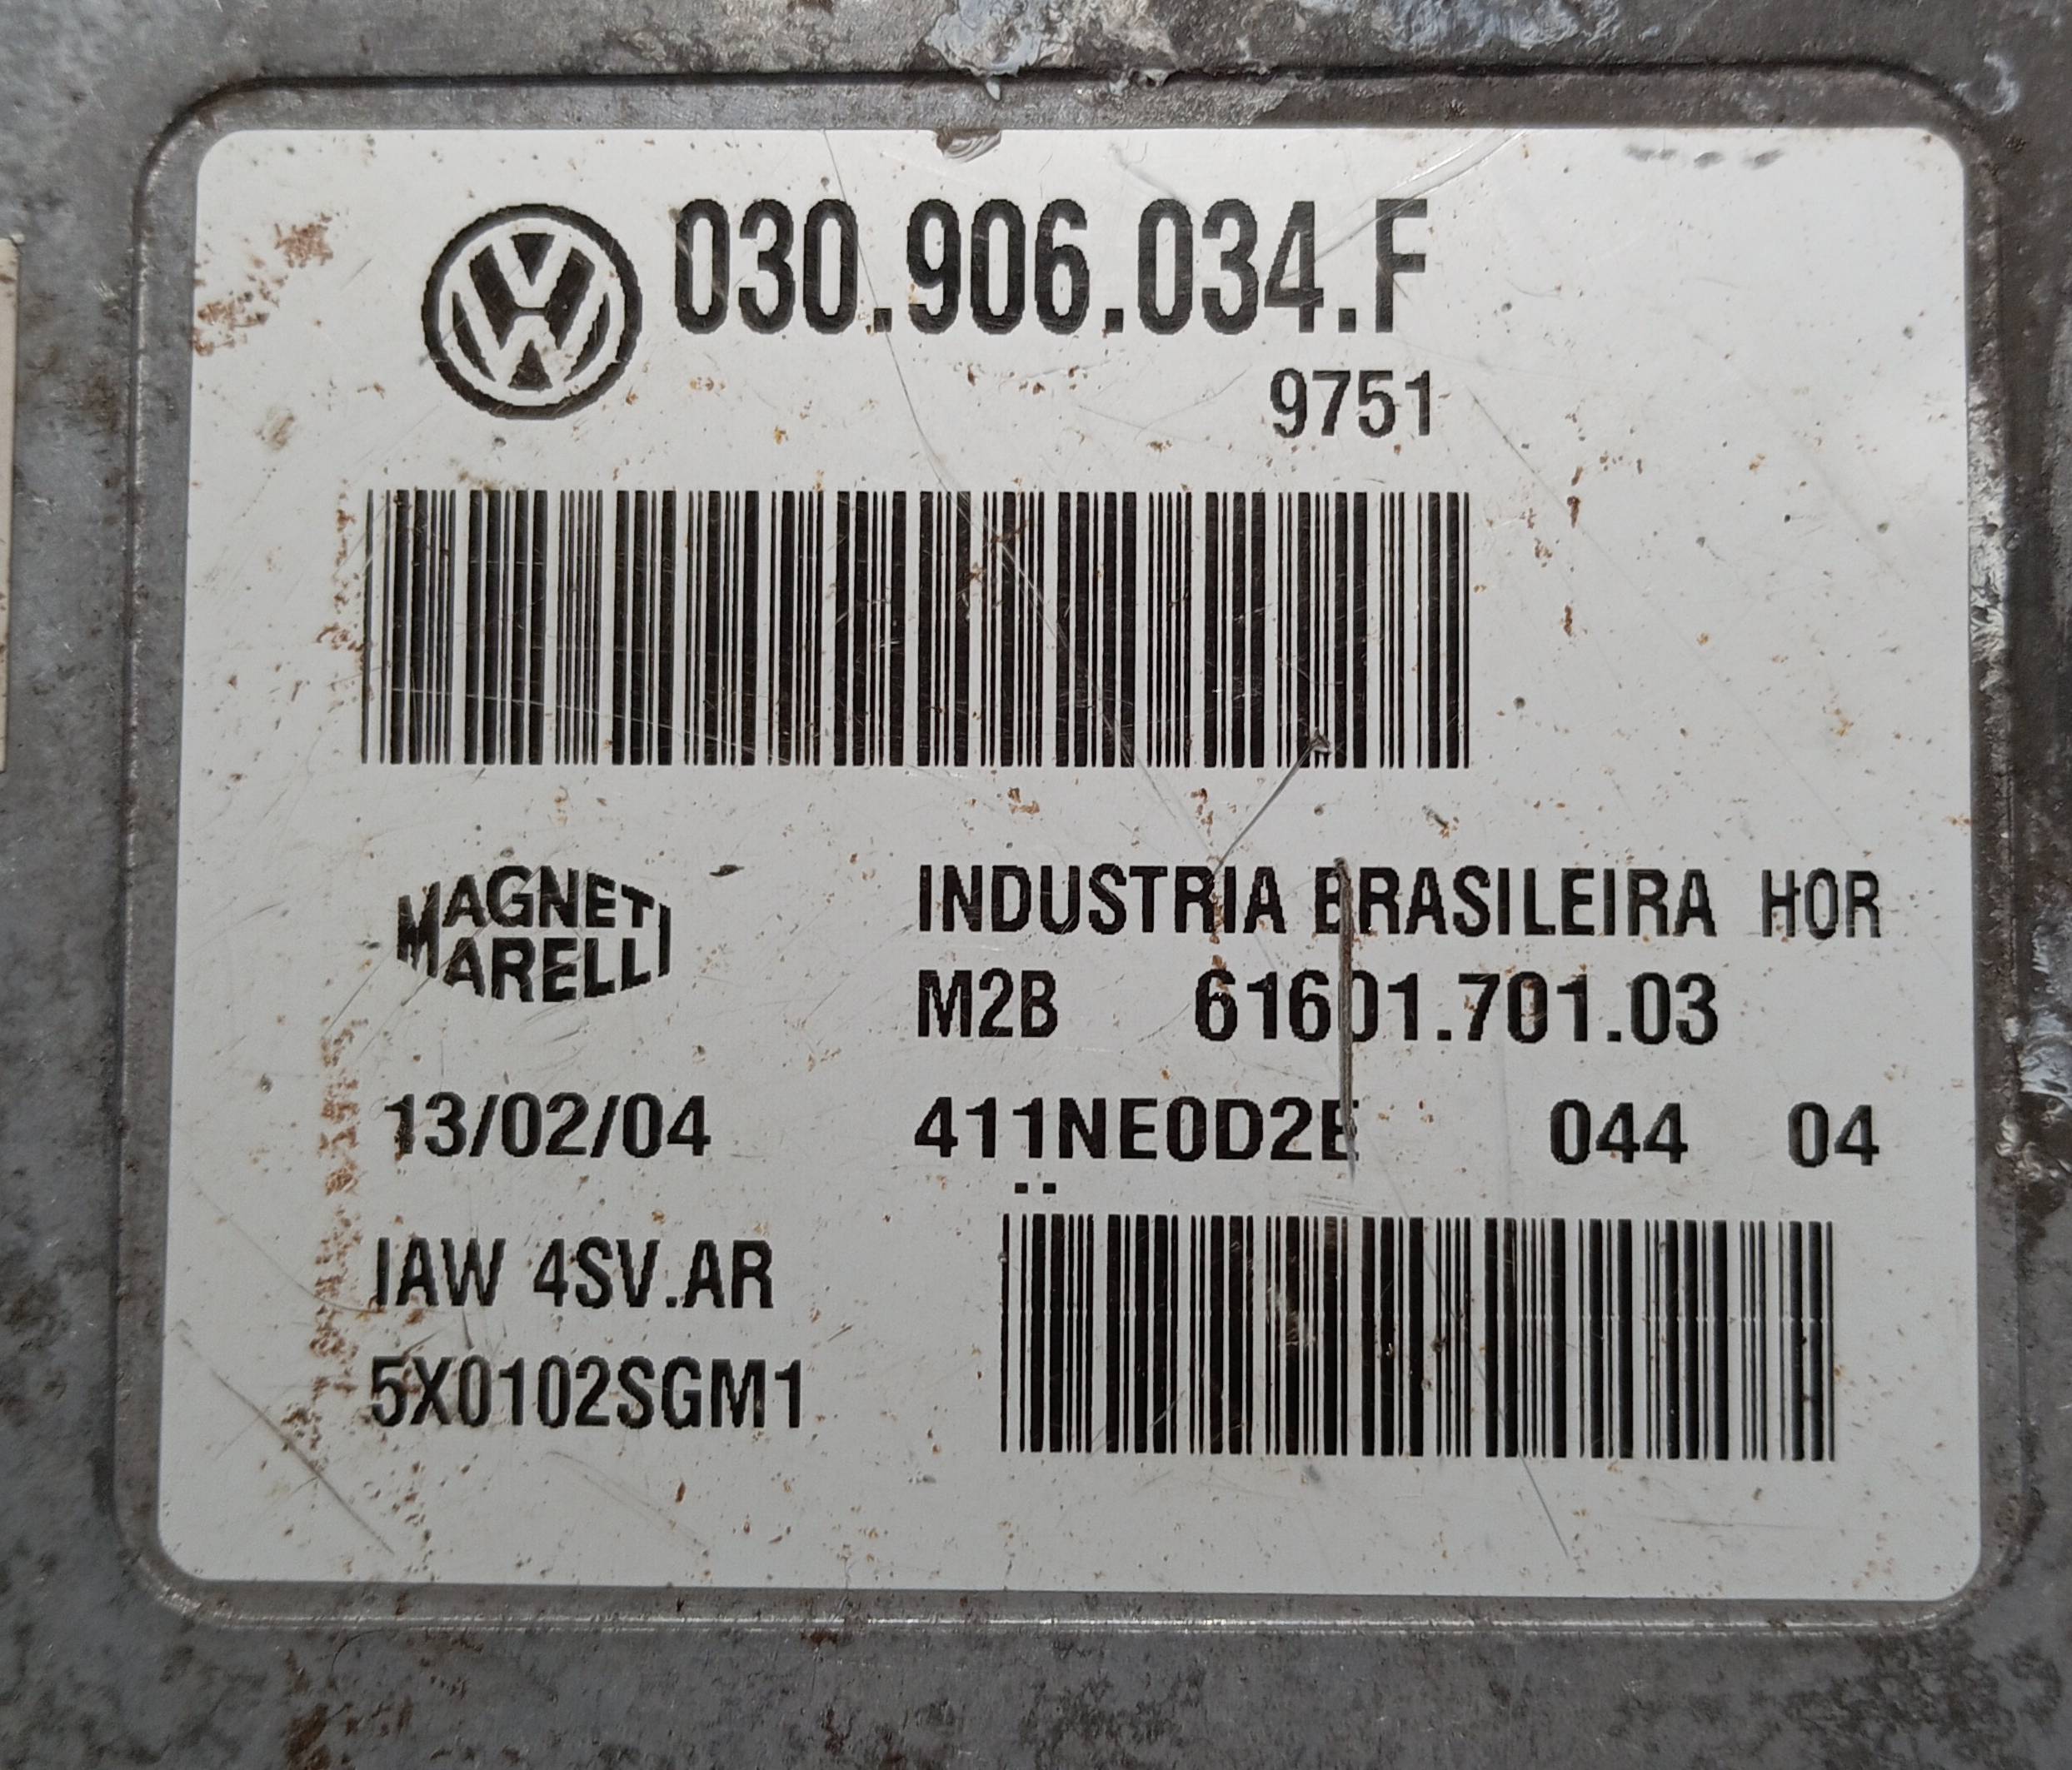 030.906.034.F
9751
MAGNETI
MARELLI
INDUSTRIA BRASILEIRA HOR
M2B 61601.701.03
13/02/04
411NE0D2E 044 04
IAW 4SV.AR
5X0102SGM1